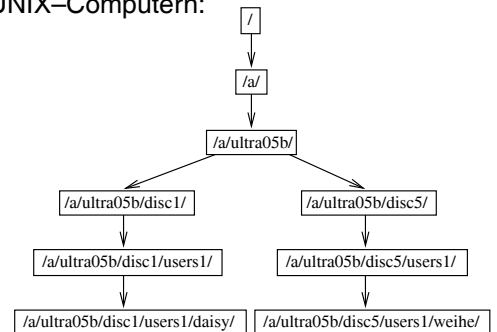 UNIX–Computern:
/
/a/
/a/ultra05b/
/a/ultra05b/disc1/ /a/ultra05b/disc5/
/a/ultra05b/disc1/users1/ /a/ultra05b/disc5/users1/
/a/ultra05b/disc1/users1/daisy/ /a/ultra05b/disc5/users1/weihe/